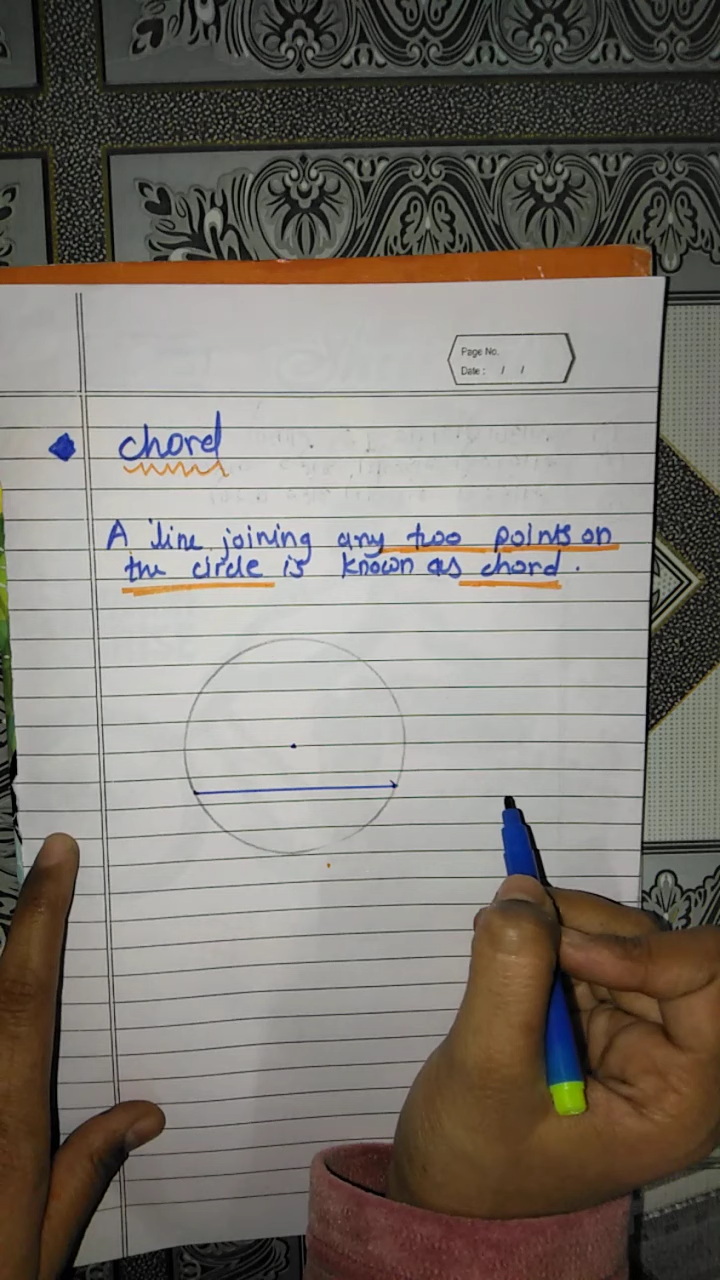 Page No.
Date : / /
chord
A line joining any two points on
the circle is known as chord.